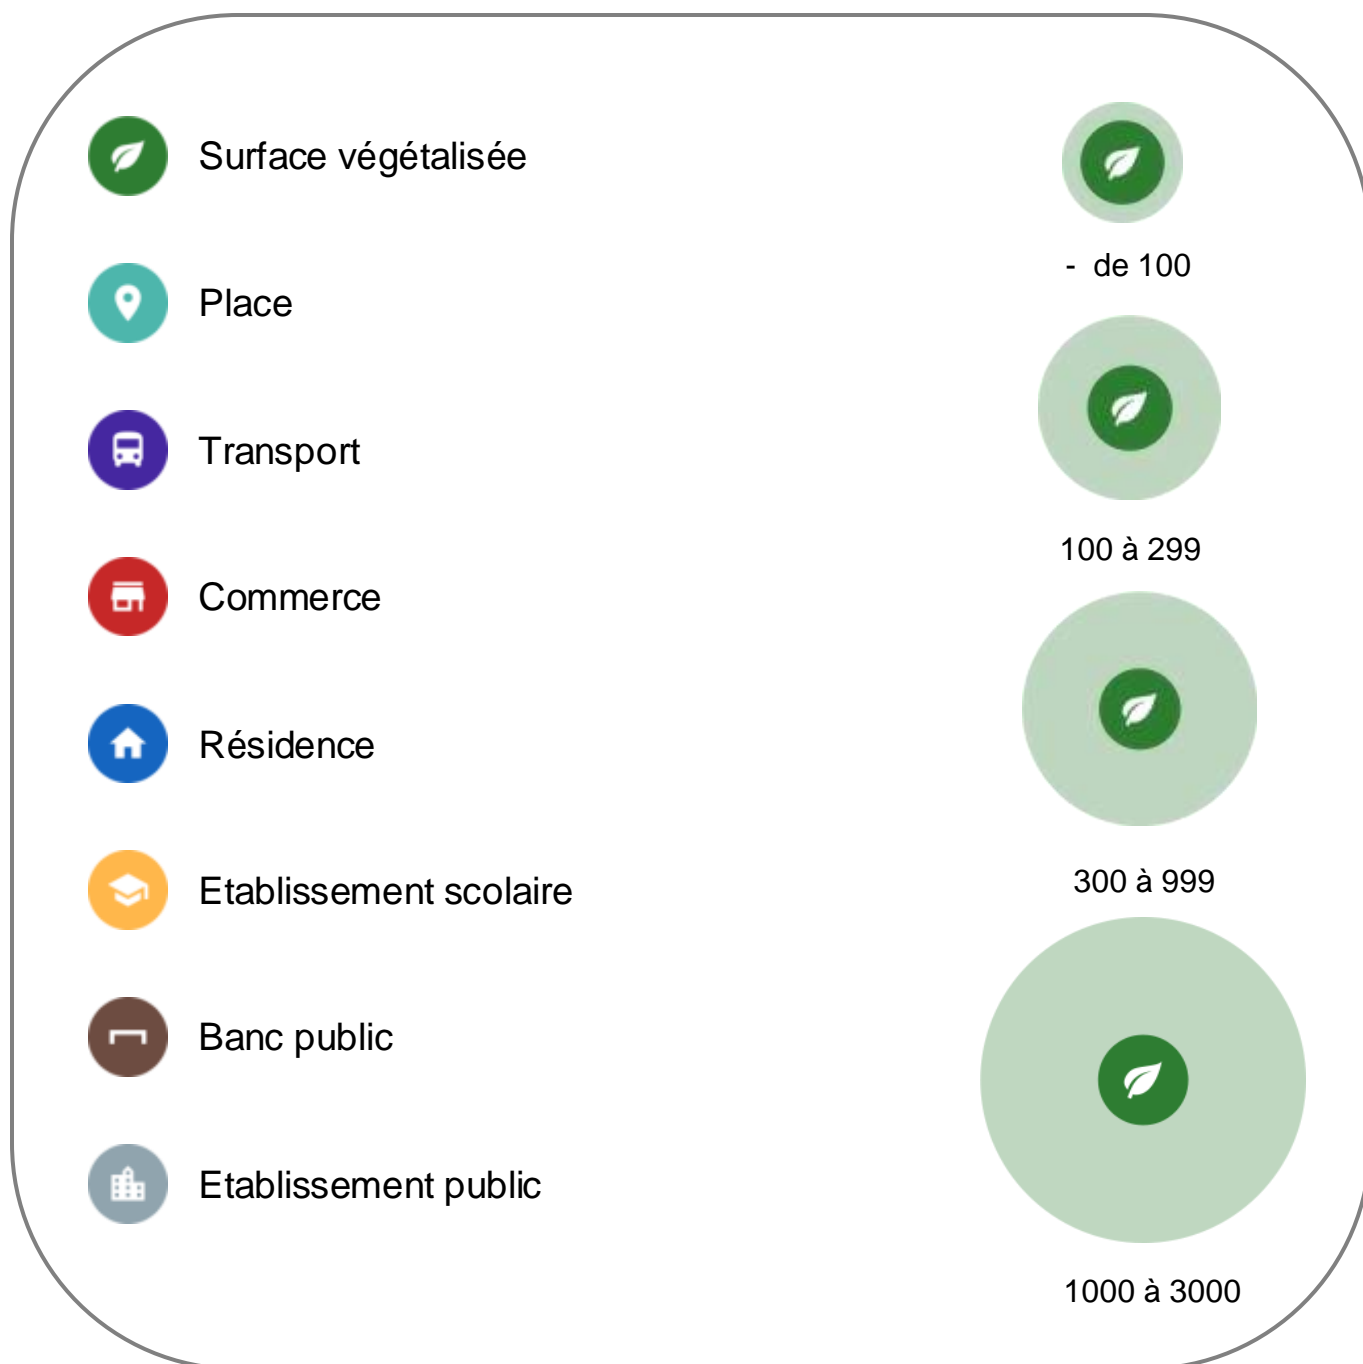 Surface végétalisée
Place
Transport
Commerce
Résidence
Etablissement scolaire
Banc public
Etablissement public
- de 100
100 à 299
300 à 999
1000 à 3000